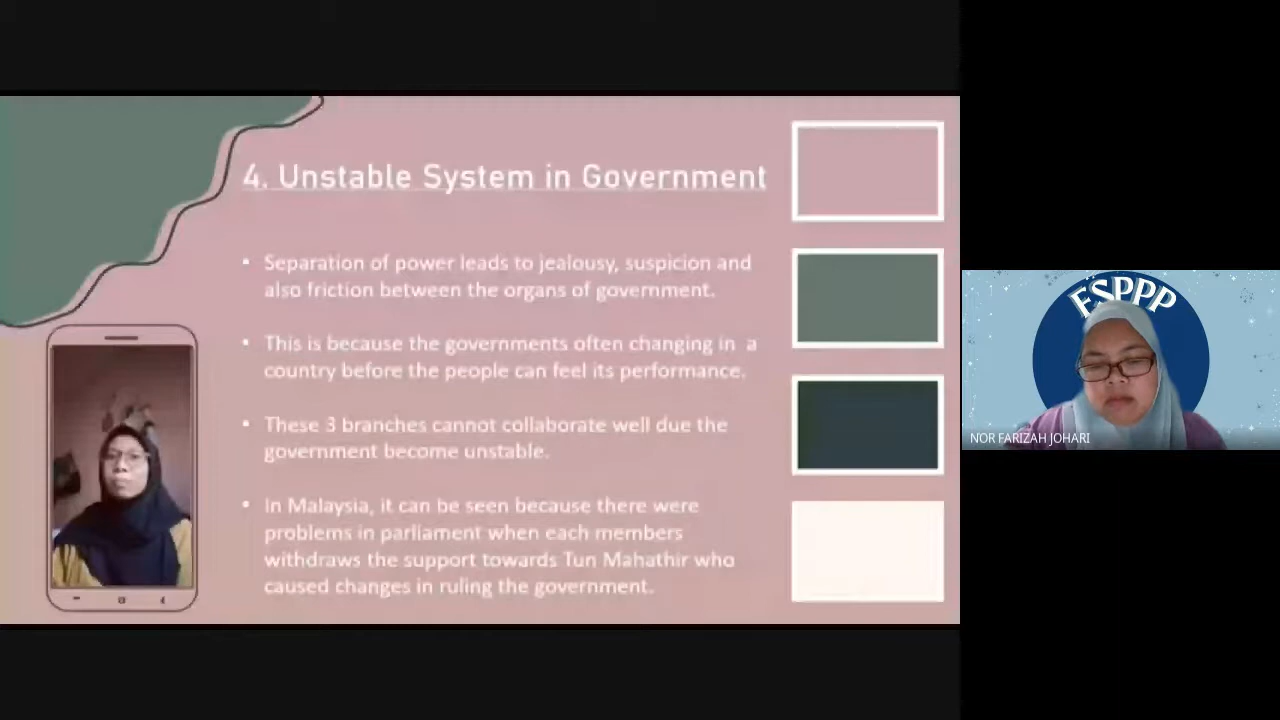 4. Unstable System in Government
• Separation of power leads to jealousy, suspicion and
also friction between the organs of government.
• This is because the governments often changing in a
country before the people can feel its performance.
• These 3 branches cannot collaborate well due the
government become unstable.
• In Malaysia, it can be seen because there were
problems in parliament when each members
withdraws the support towards Tun Mahathir who
caused changes in ruling the government.
FSPPP
NOR FARIZAH JOHARI